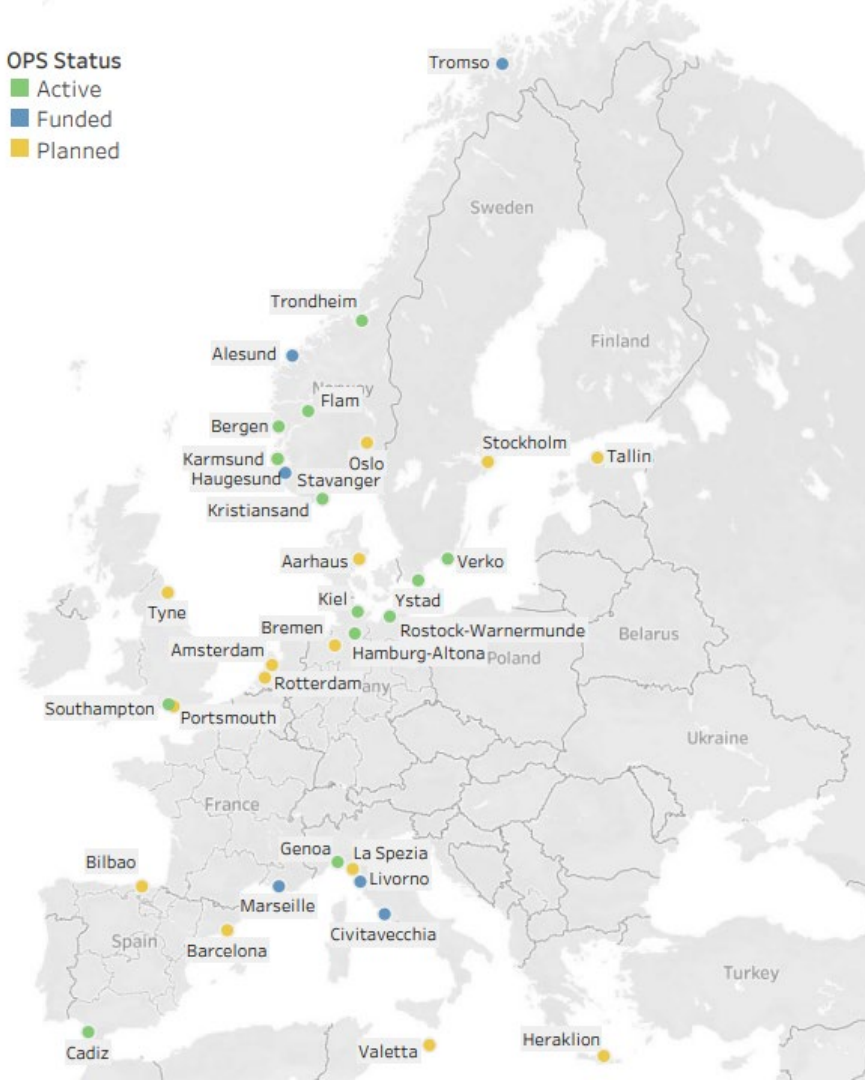 OPS Status
Active
Funded
Planned
Tromso
Sweden
Trondheim
Finland
Alesund
Norway
Flam
Bergen
Stockholm
Karmsund
Oslo
Tallin
Haugesund
Stavanger
Kristiansand
Aarhaus
Verko
Kiel
Ystad
Tyne
Bremen
Rostock-Warnermunde
Belarus
Amsterdam
Hamburg-Altona
Poland
Rotterdam
any
Southampton
Portsmouth
Ukraine
France
Genoa
La Spezia
Bilbao
Livorno
Marseille
Civitavecchia
Spain
Barcelona
Turkey
Heraklion
Cadiz
Valetta